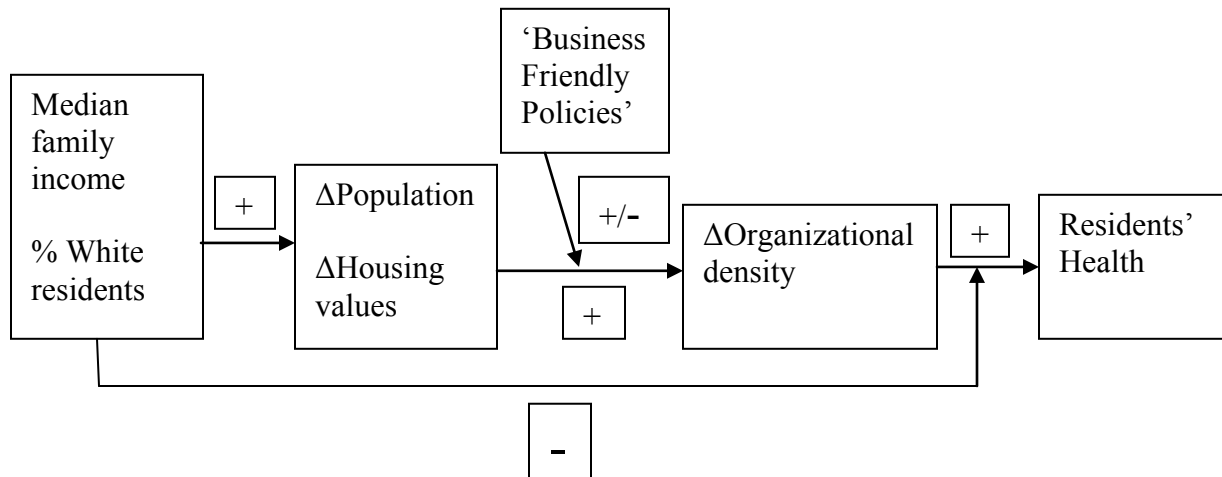 ‘Business
Friendly
Policies’
Median
family
income
% White
residents
+
ΔPopulation
ΔHousing
values
+/-
+
ΔOrganizational
density
+
Residents’
Health
-